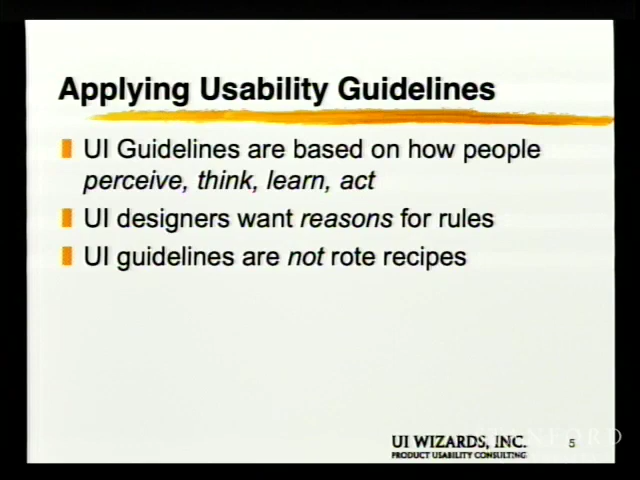 Applying Usability Guidelines
UI Guidelines are based on how people
perceive, think, learn, act
UI designers want reasons for rules
UI guidelines are not rote recipes
UI WIZARDS, INC.
PRODUCT USABILITY CONSULTING
STANFORD
5